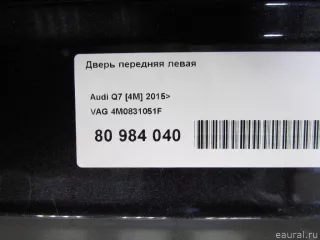 Дверь передняя левая
Audi Q7 [4M] 2015>
VAG 4M0831051F
80 984 040
eaural.ru